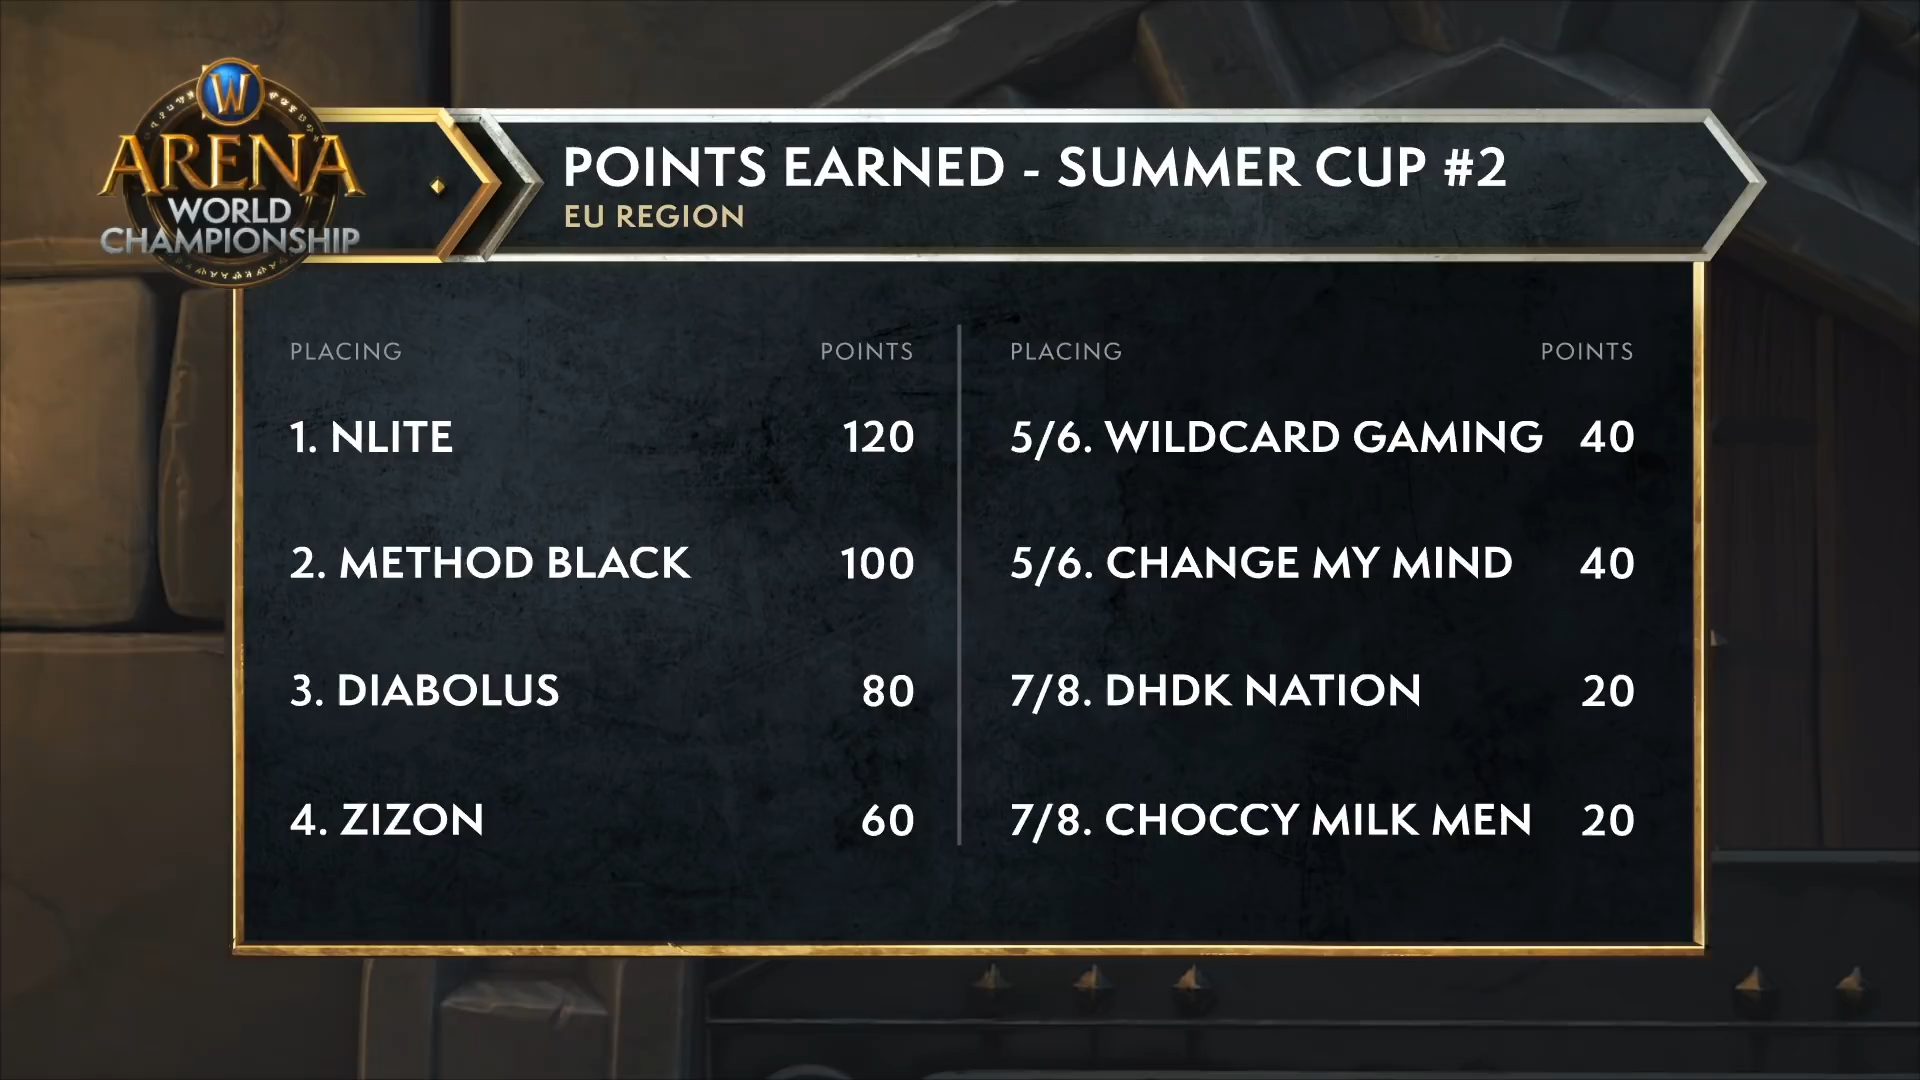 W
ARENA
WORLD
CHAMPIONSHIP
POINTS EARNED - SUMMER CUP #2
EU REGION
PLACING POINTS
1. NLITE 120
2. METHOD BLACK 100
3. DIABOLUS 80
4. ZIZON 60
PLACING POINTS
5/6. WILDCARD GAMING 40
5/6. CHANGE MY MIND 40
7/8. DHDK NATION 20
7/8. CHOCCY MILK MEN 20